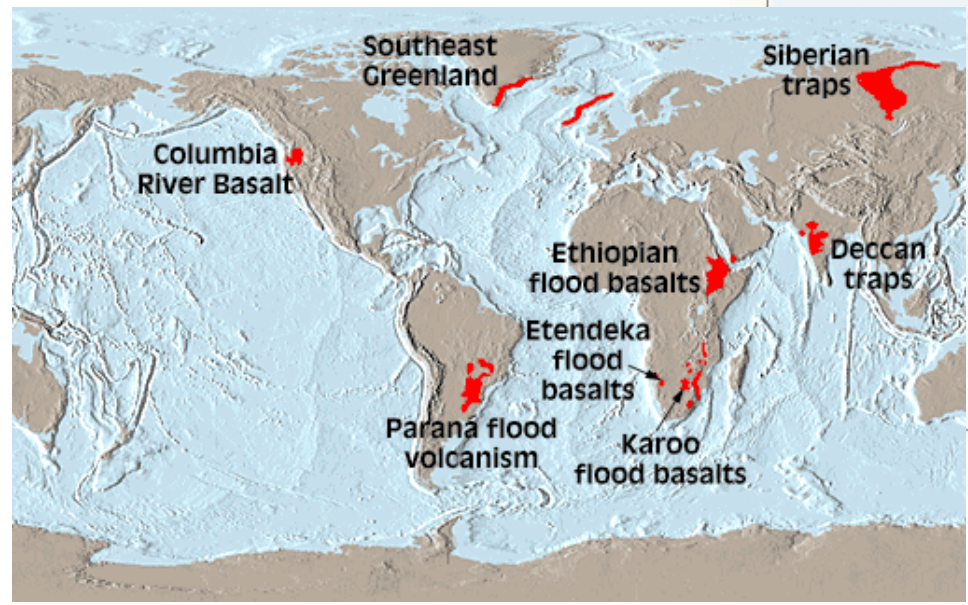 Southeast
Greenland
Siberian
traps
Columbia
River Basalt
Ethiopian
flood basalts
Deccan
traps
Etendeka
flood
basalts
Paraná flood
volcanism
Karoo
flood basalts